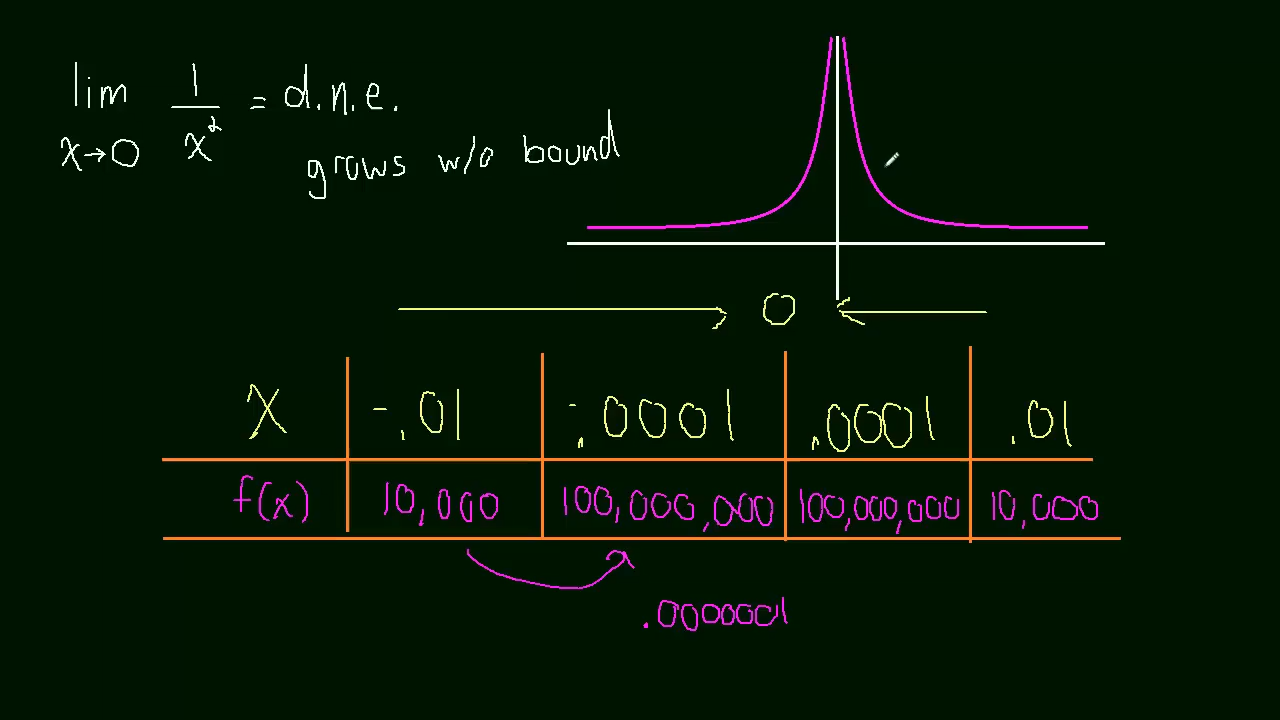 lim x→0 1/x² = d.n.e.
grows w/o bound
0
x -.01 -.0001 .0001 .01
f(x) 10,000 100,000,000 100,000,000 10,000
.0000001